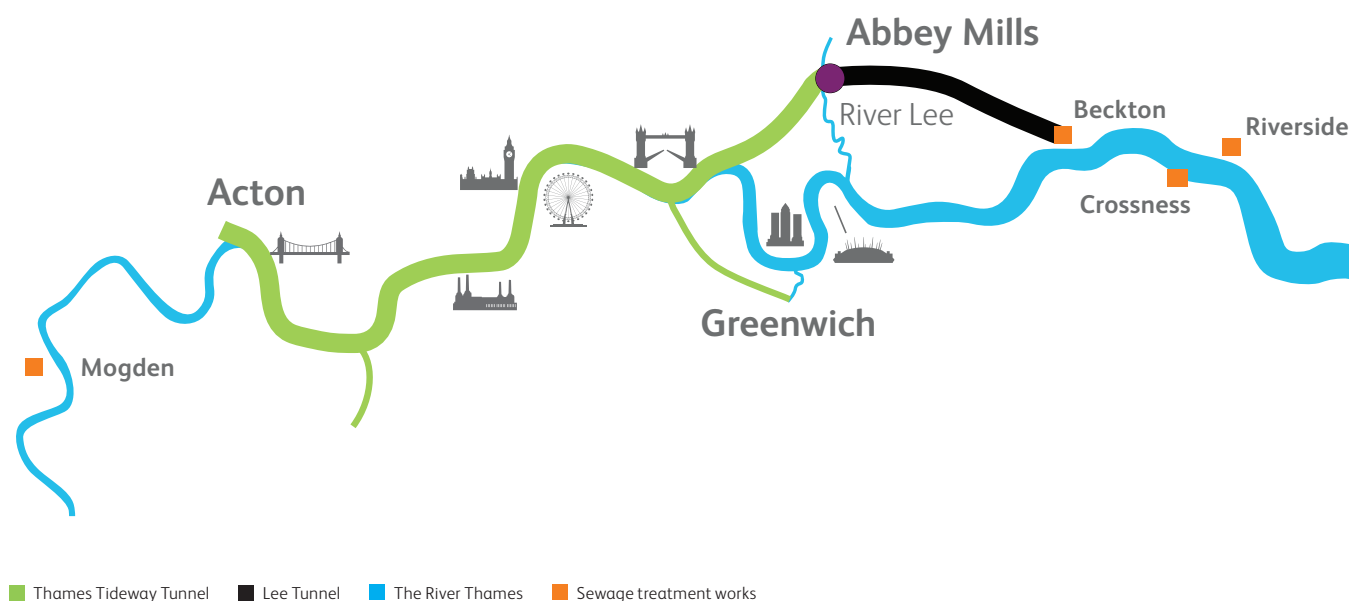 Abbey Mills
River Lee
Beckton
Riverside
Crossness
Acton
Greenwich
Mogden
Thames Tideway Tunnel
Lee Tunnel
The River Thames
Sewage treatment works